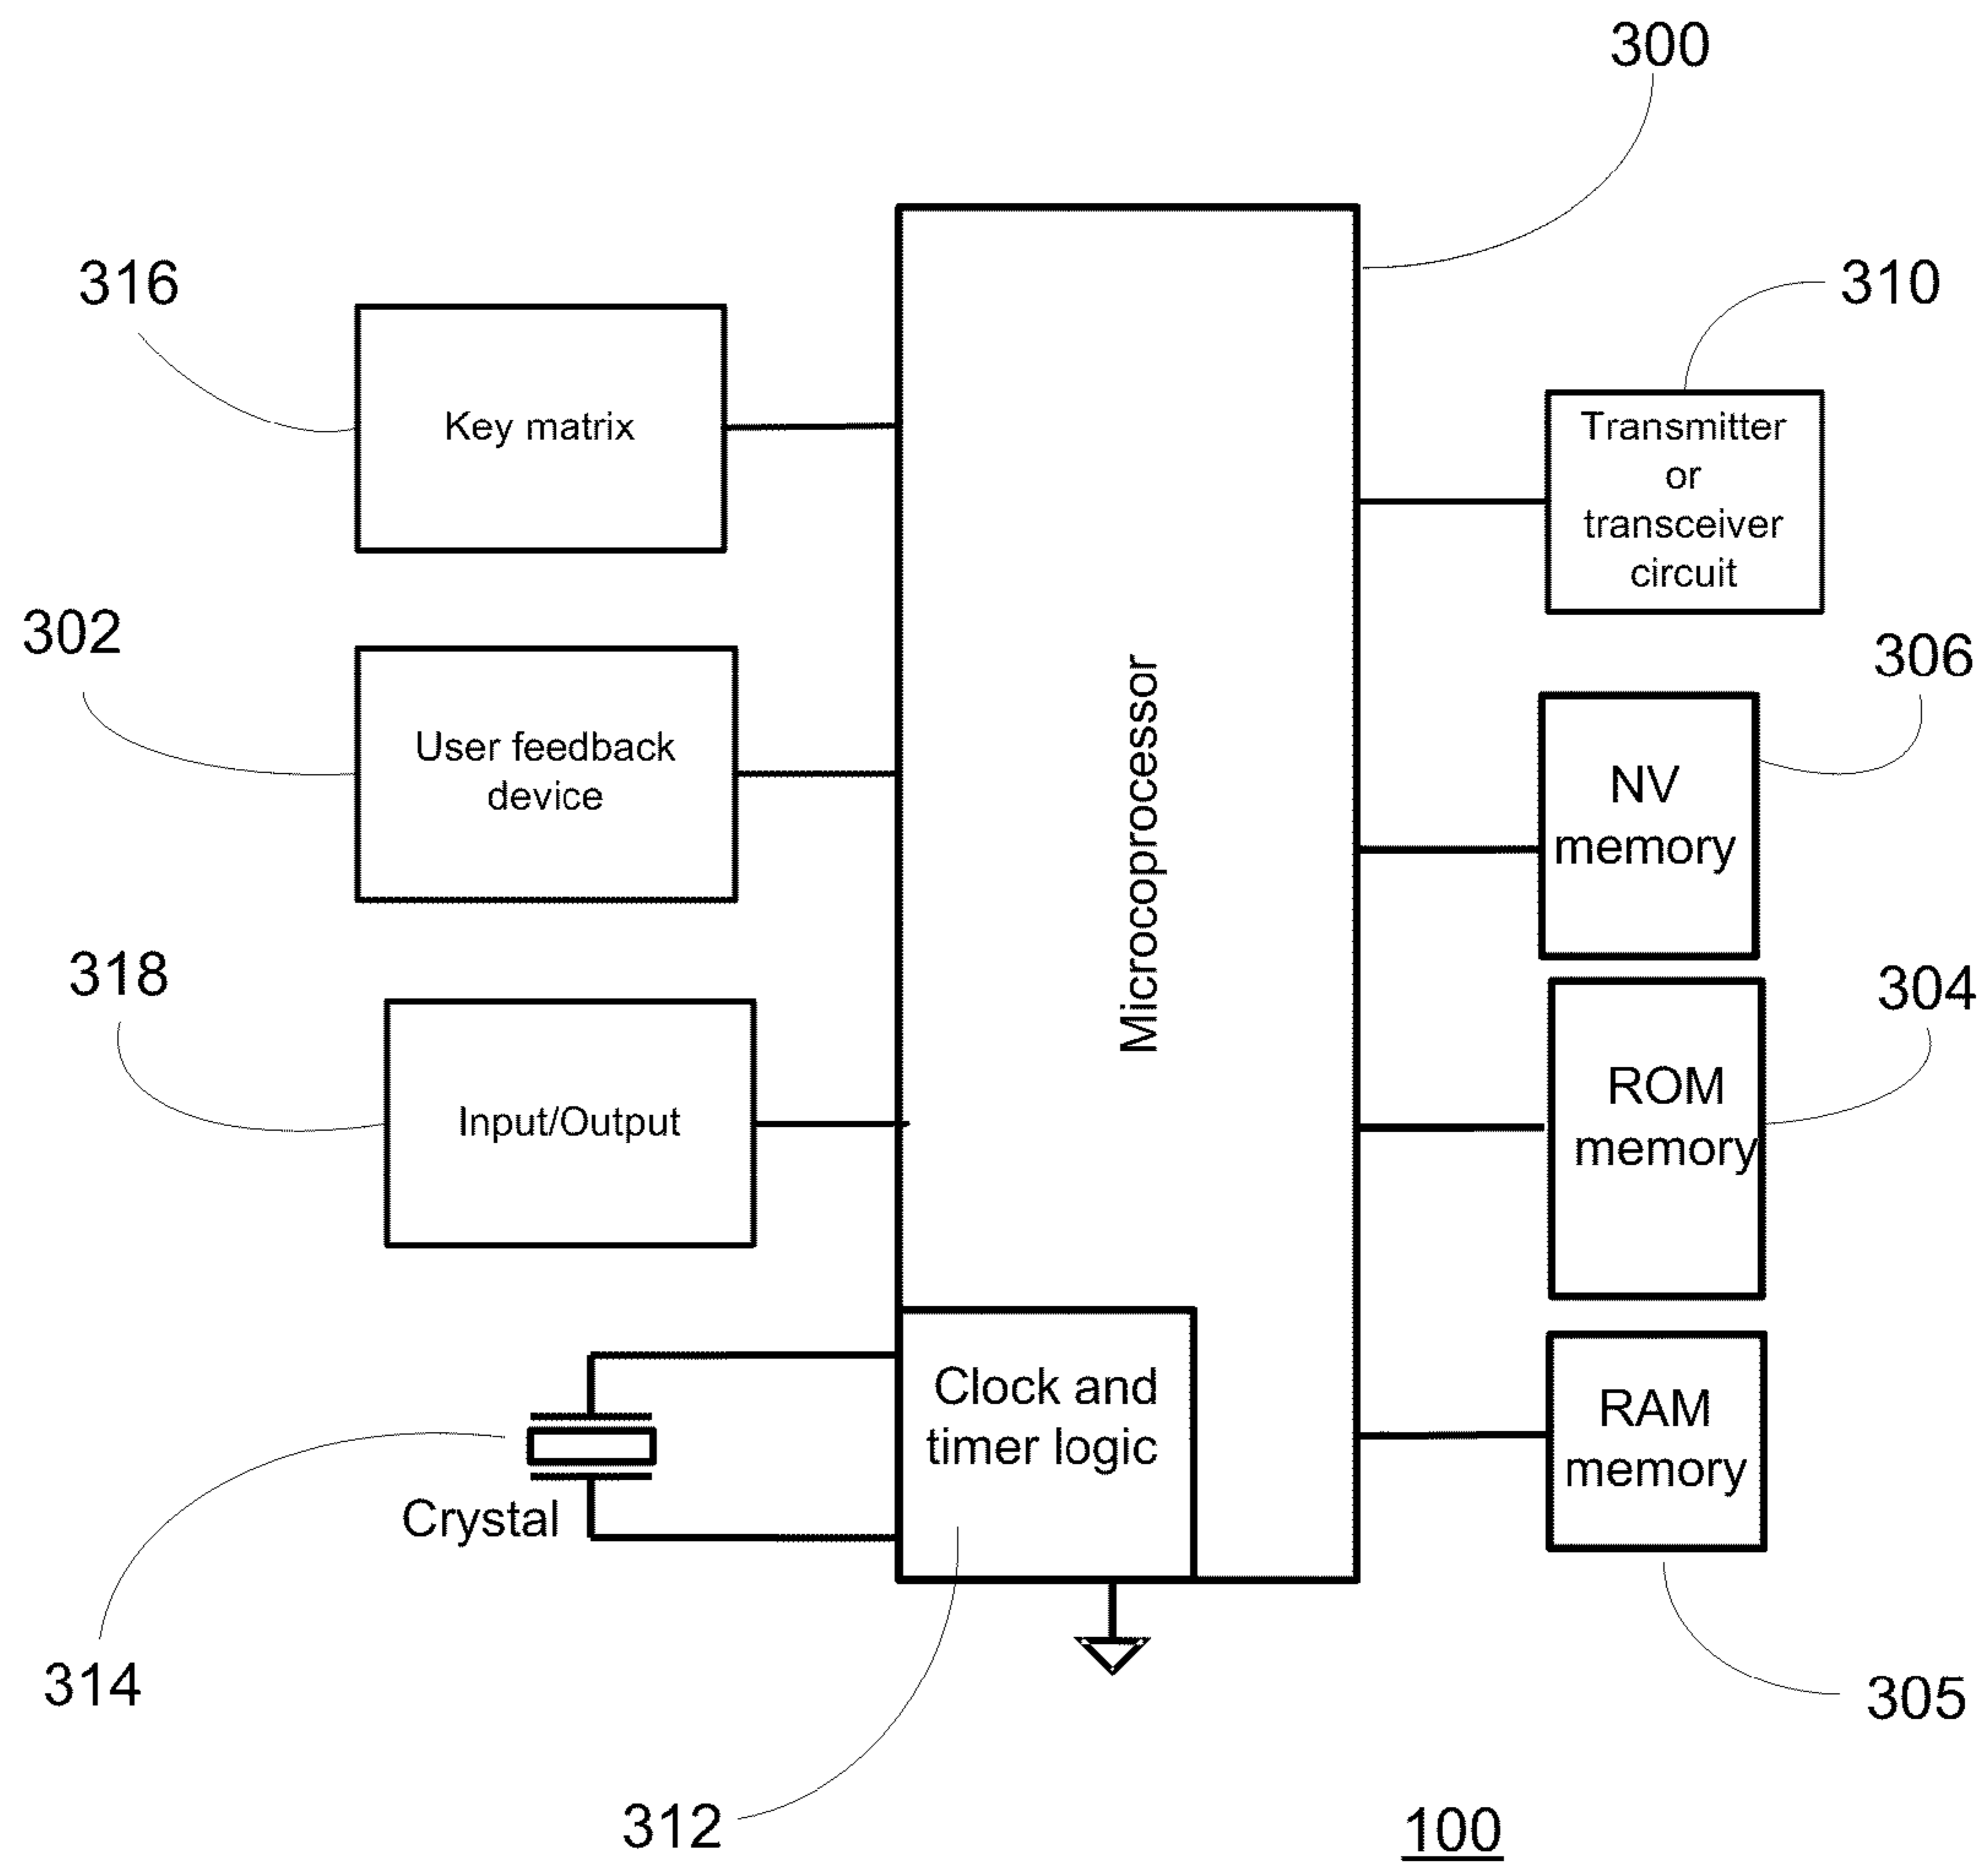 300
316
310
Key matrix
Transmitter
or
transceiver
circuit
302
306
User feedback
device
Microcoprocessor
NV
memory
318
304
Input/Output
ROM
memory
Clock and
timer logic
RAM
memory
Crystal
314
305
312
100